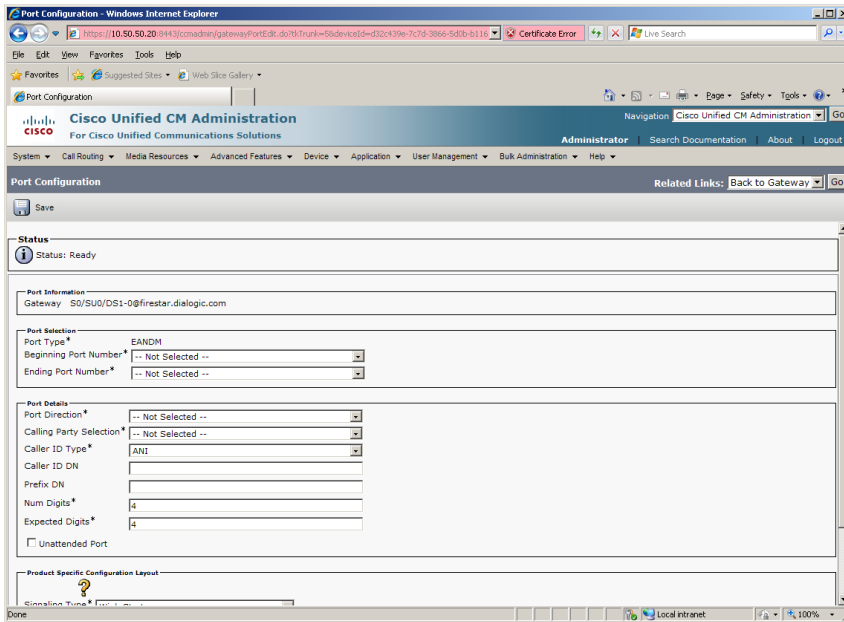 Port Configuration - Windows Internet Explorer
https://10.50.50.20:8443/ccmadmin/gatewayPortEdit.do?tkTrunk=5&deviceId=d32c439e-7c7d-3866-5d0b-b116
Certificate Error
Live Search
File Edit View Favorites Tools Help
Favorites Suggested Sites Web Slice Gallery
Port Configuration
Page Safety Tools
cisco
Cisco Unified CM Administration
For Cisco Unified Communications Solutions
Navigation Cisco Unified CM Administration Go
Administrator | Search Documentation | About | Logout
System Call Routing Media Resources Advanced Features Device Application User Management Bulk Administration Help
Port Configuration
Related Links: Back to Gateway Go
Save
Status
Status: Ready
Port Information
Gateway S0/SU0/DS1-0@firestar.dialogic.com
Port Selection
Port Type* EANDM
Beginning Port Number* -- Not Selected --
Ending Port Number* -- Not Selected --
Port Details
Port Direction* -- Not Selected --
Calling Party Selection* -- Not Selected --
Caller ID Type* ANI
Caller ID DN
Prefix DN
Num Digits* 4
Expected Digits* 4
Unattended Port
Product Specific Configuration Layout
?
Signaling Type*
Done
Local intranet
100%